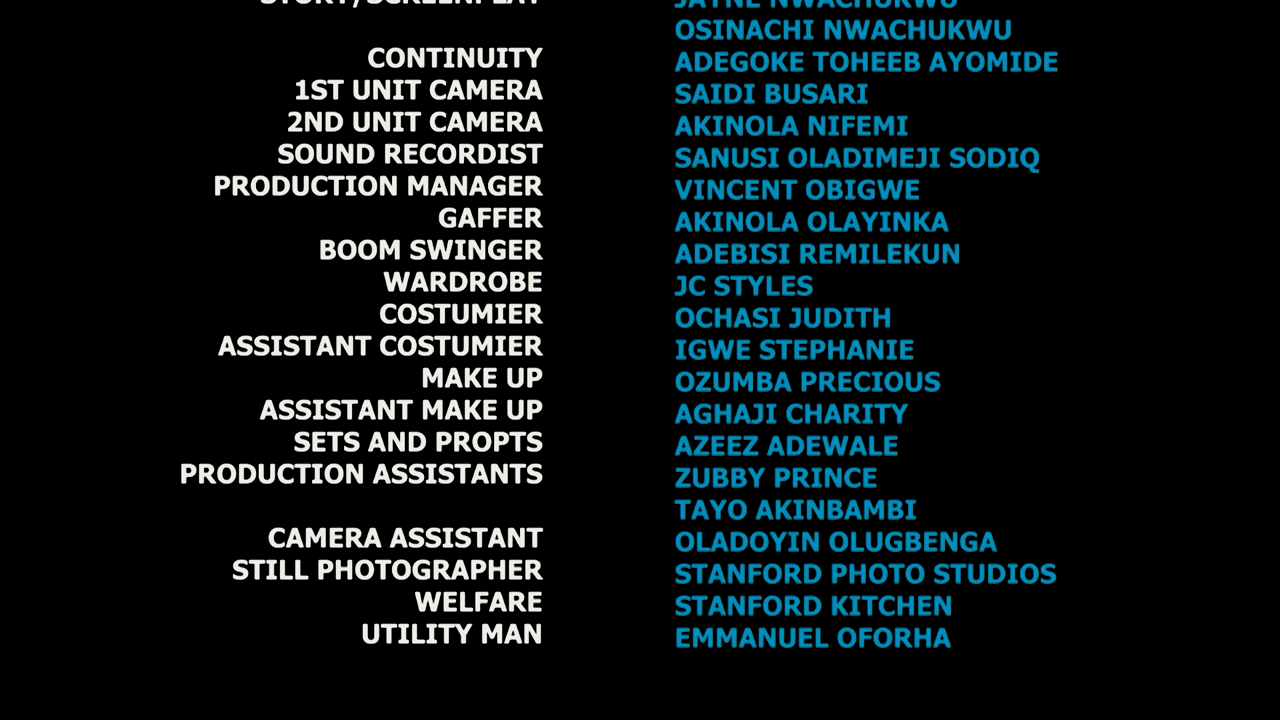 STORY/SCREENPLAY JAYNE NWACHUKWU
OSINACHI NWACHUKWU
CONTINUITY ADEGOKE TOHEEB AYOMIDE
1ST UNIT CAMERA SAIDI BUSARI
2ND UNIT CAMERA AKINOLA NIFEMI
SOUND RECORDIST SANUSI OLADIMEJI SODIQ
PRODUCTION MANAGER VINCENT OBIGWE
GAFFER AKINOLA OLAYINKA
BOOM SWINGER ADEBISI REMILEKUN
WARDROBE JC STYLES
COSTUMIER OCHASI JUDITH
ASSISTANT COSTUMIER IGWE STEPHANIE
MAKE UP OZUMBA PRECIOUS
ASSISTANT MAKE UP AGHAJI CHARITY
SETS AND PROPTS AZEEZ ADEWALE
PRODUCTION ASSISTANTS ZUBBY PRINCE
TAYO AKINBAMBI
CAMERA ASSISTANT OLADOYIN OLUGBENGA
STILL PHOTOGRAPHER STANFORD PHOTO STUDIOS
WELFARE STANFORD KITCHEN
UTILITY MAN EMMANUEL OFORHA